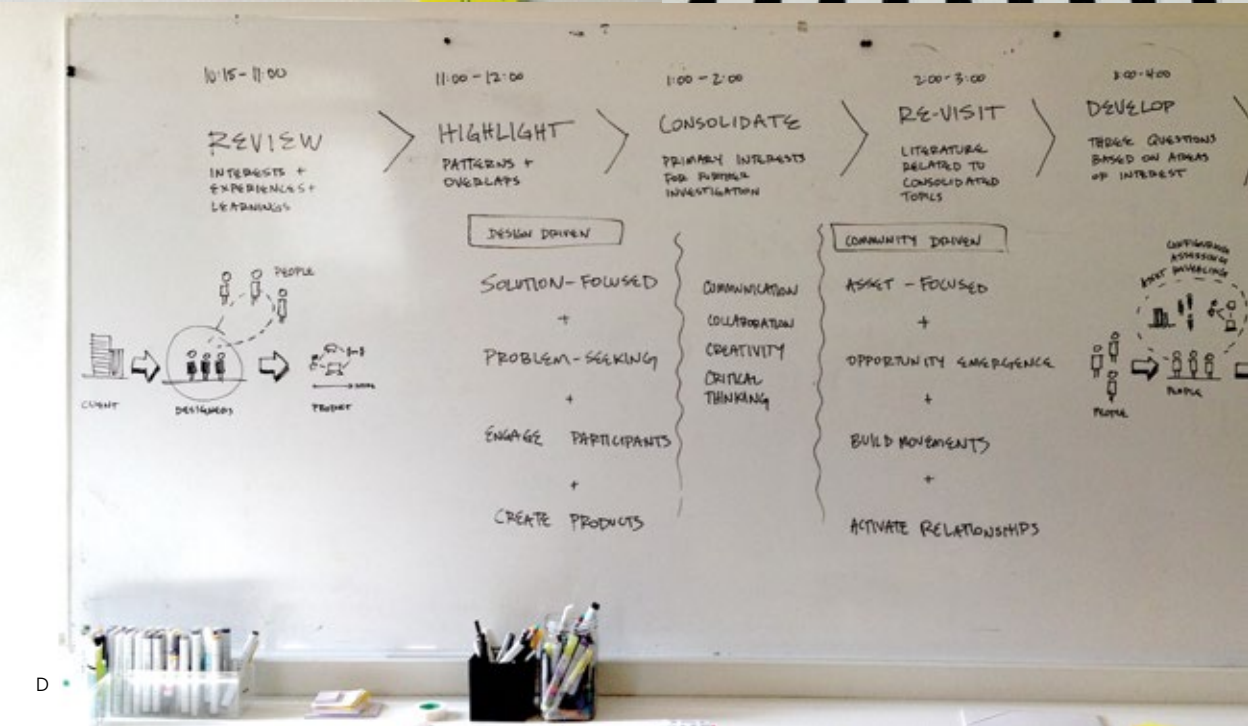 10:15-11:00
REVIEW
INTERESTS +
EXPERIENCES +
LEARNINGS
11:00-12:00
HIGHLIGHT
PATTERNS +
OVERLAPS
1:00-2:00
CONSOLIDATE
PRIMARY INTERESTS
FOR FURTHER
INVESTIGATION
2:00-3:00
RE-VISIT
LITERATURE
RELATED TO
CONSOLIDATED
TOPICS
3:00-4:00
DEVELOP
THREE QUESTIONS
BASED ON AREAS
OF INTEREST
PEOPLE
CLIENT
DESIGNERS
PRODUCT
DESIGN DRIVEN
SOLUTION-FOCUSED
+
PROBLEM-SEEKING
+
ENGAGE PARTICIPANTS
+
CREATE PRODUCTS
COMMUNICATION
COLLABORATION
CREATIVITY
CRITICAL
THINKING
COMMUNITY DRIVEN
ASSET-FOCUSED
+
OPPORTUNITY EMERGENCE
+
BUILD MOVEMENTS
+
ACTIVATE RELATIONSHIPS
CONFIGURING
ASSESSING
ASSET REVEALING
PEOPLE
PEOPLE
D